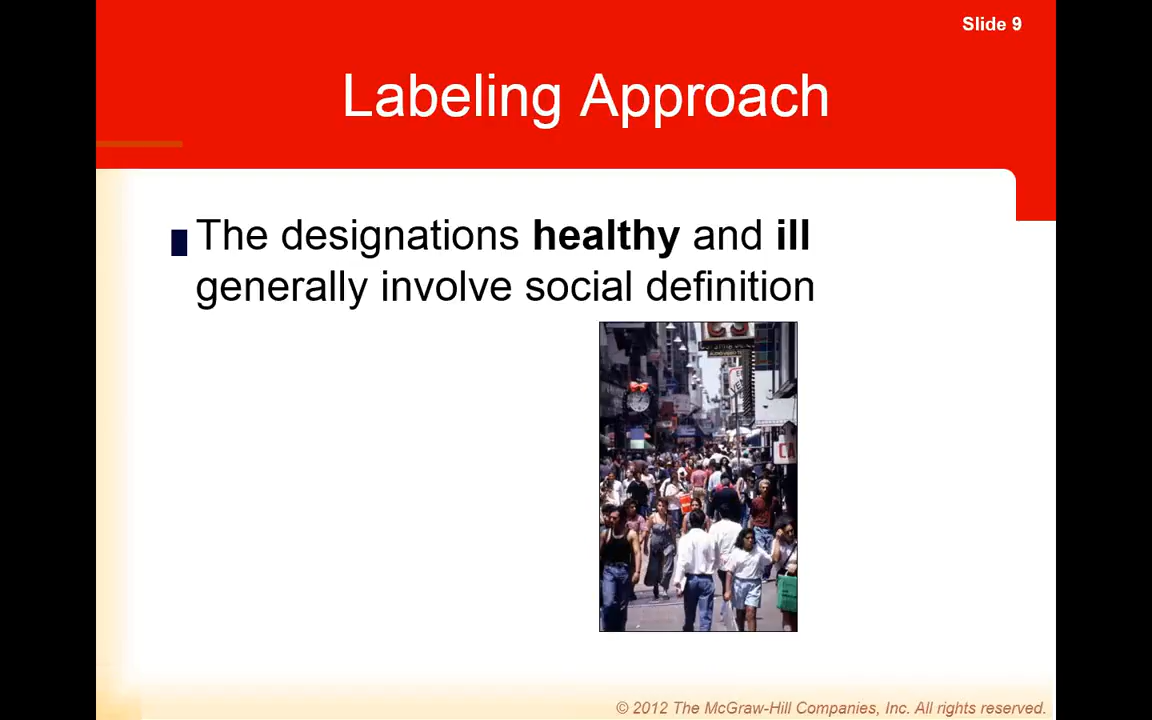 Slide 9
Labeling Approach
The designations healthy and ill
generally involve social definition
© 2012 The McGraw-Hill Companies, Inc. All rights reserved.